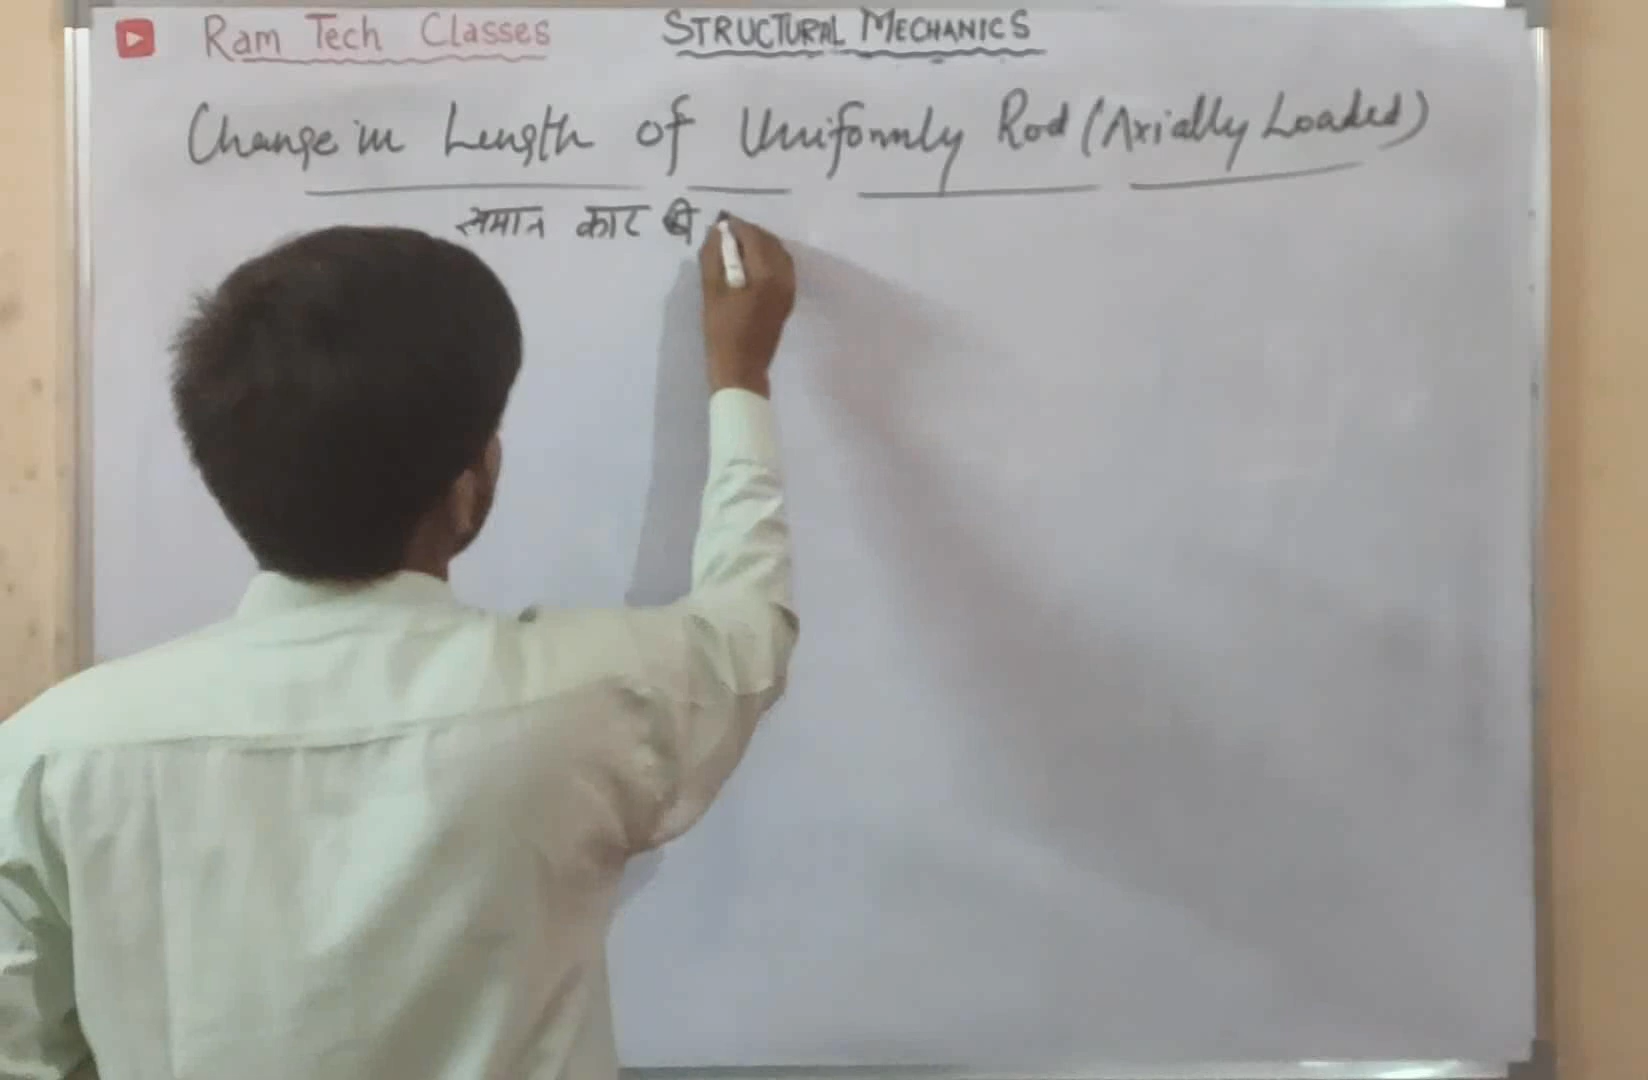 Ram Tech Classes STRUCTURAL MECHANICS
Change in Length of Uniformly Rod (Axially Loaded)
समान काट